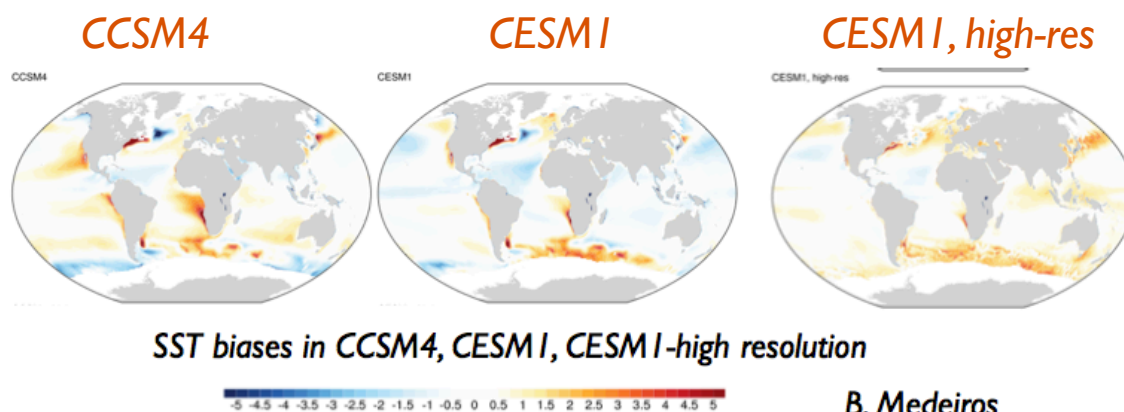 CCSM4 CESM1 CESM1, high-res
CCSM4 CESM1 CESM1, high-res
SST biases in CCSM4, CESM1, CESM1-high resolution
-5 -4.5 -4 -3.5 -3 -2.5 -2 -1.5 -1 -0.5 0 0.5 1 1.5 2 2.5 3 3.5 4 4.5 5
B. Medeiros